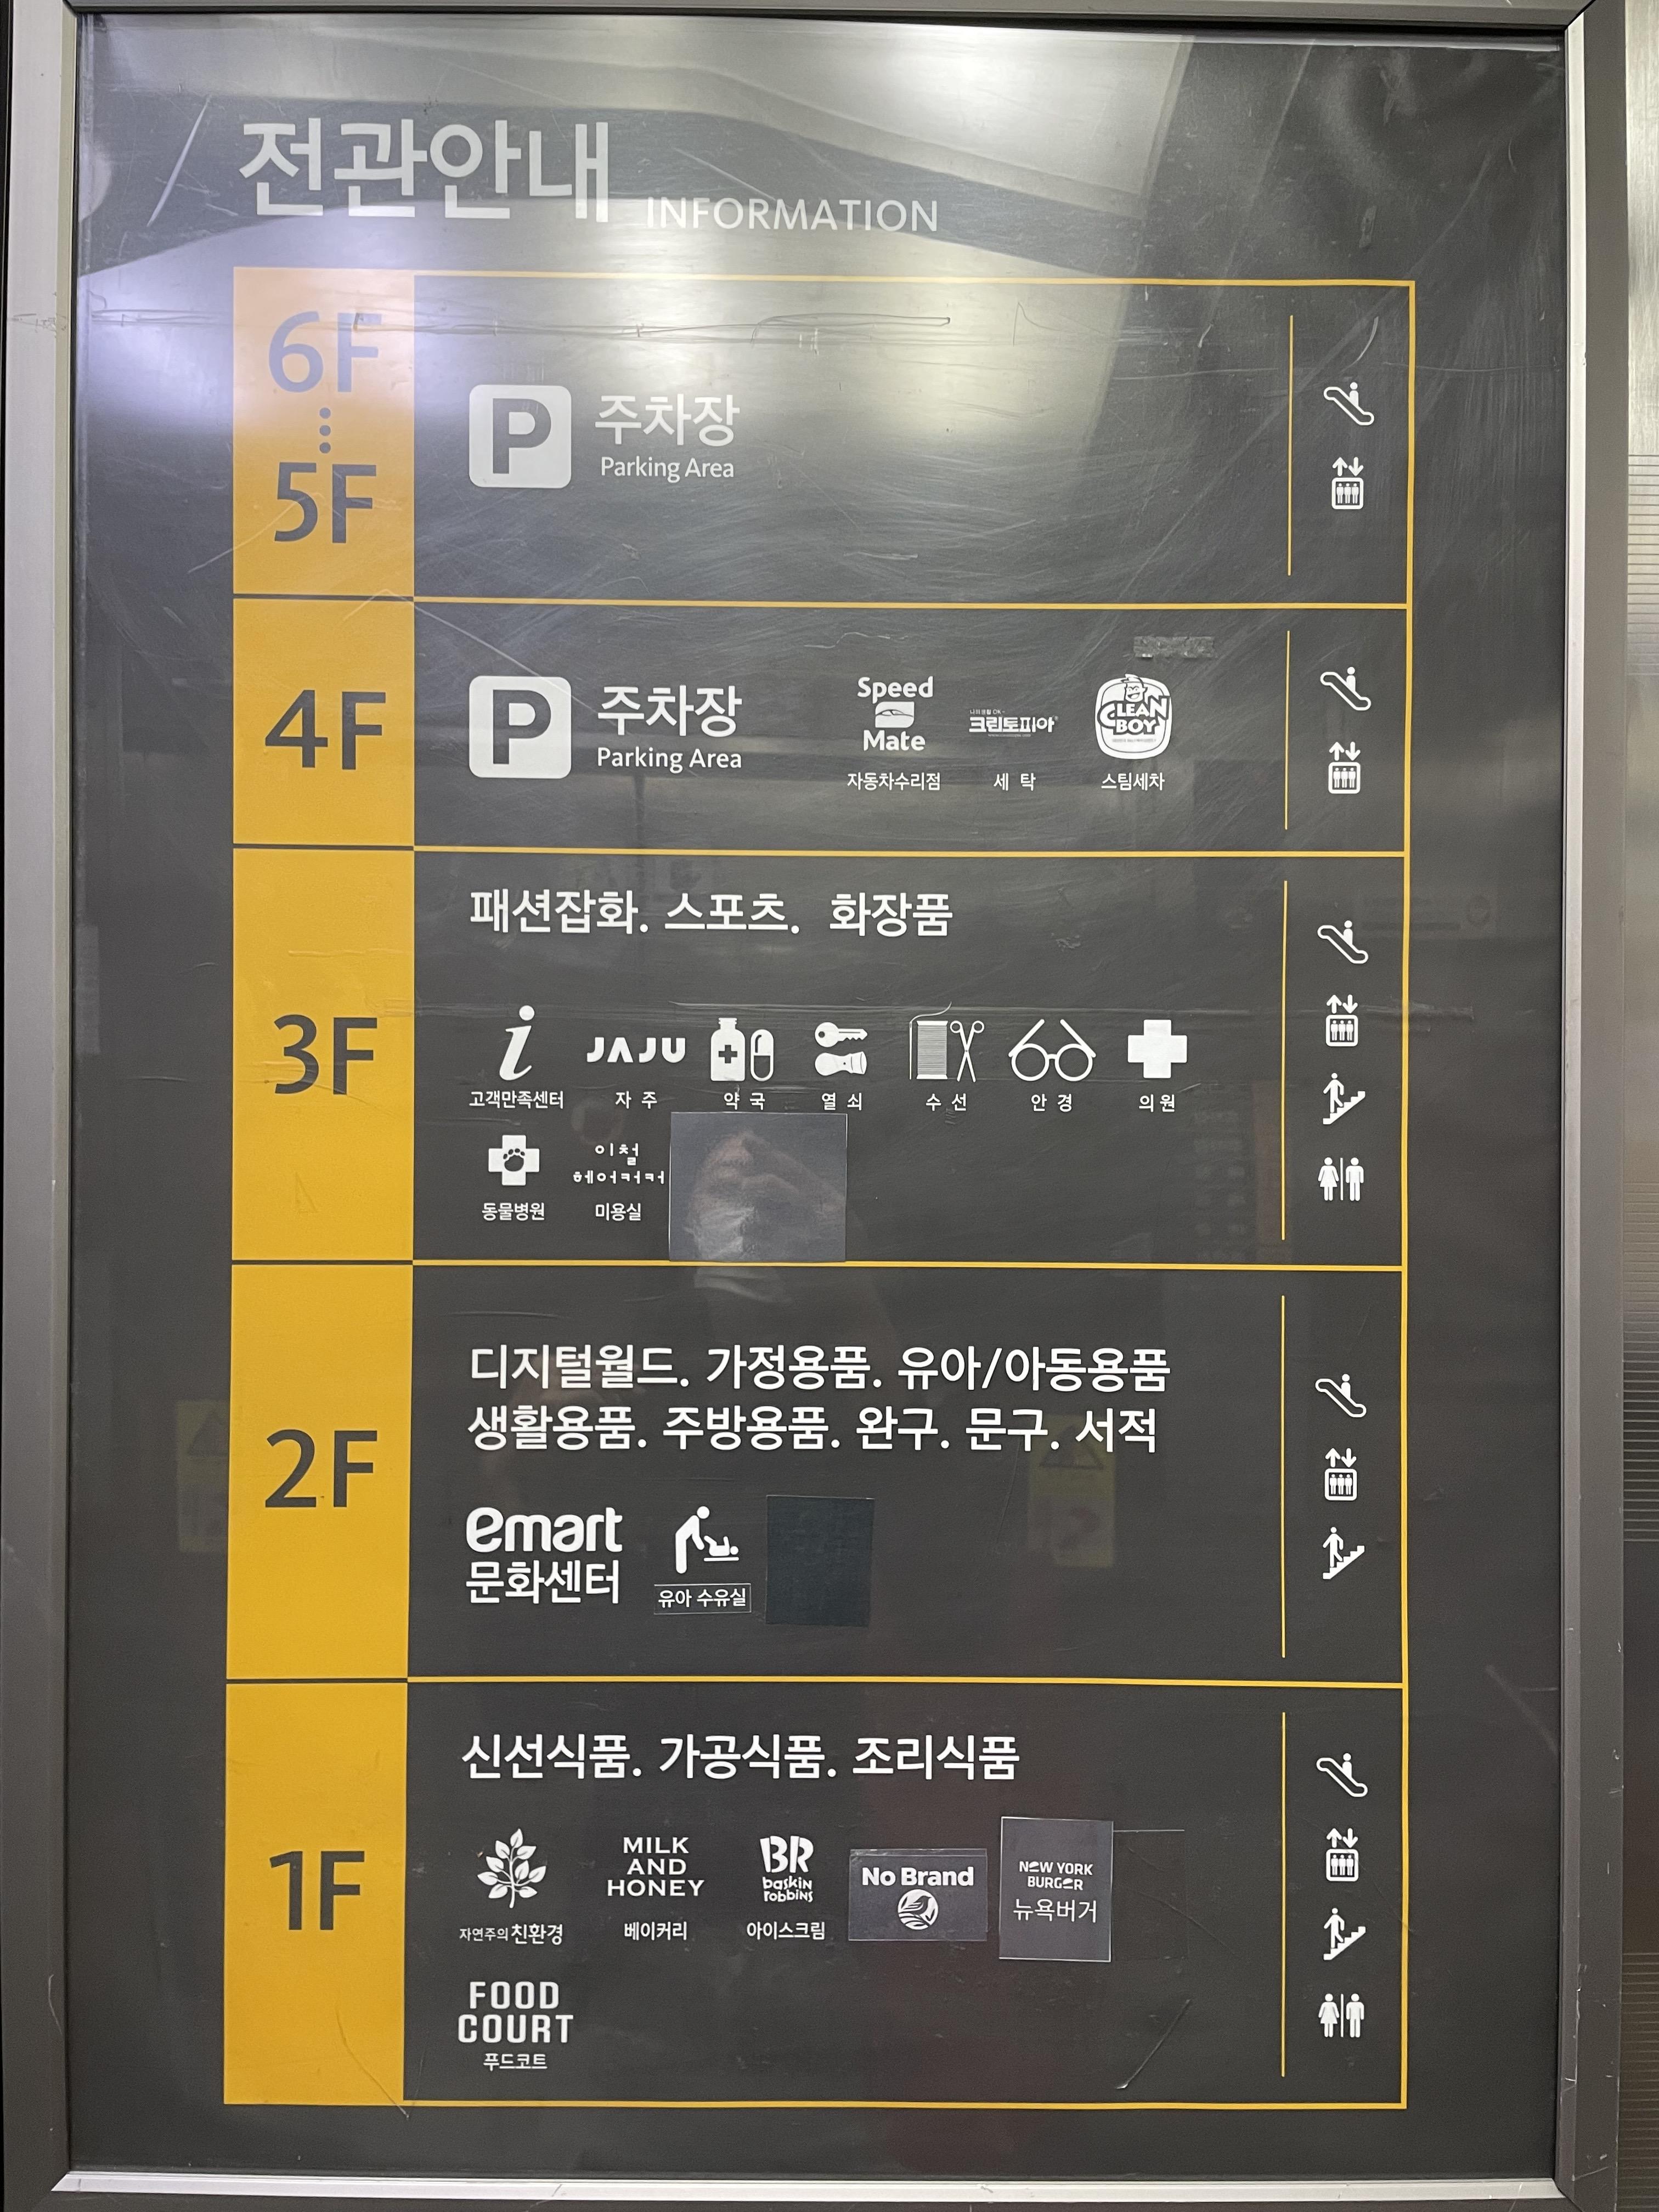 전관안내 INFORMATION
6F
5F
P 주차장
Parking Area
4F
P 주차장
Parking Area
Speed
Mate
자동차수리점
크린토피아
세 탁
CLEAN
BOY
스팀세차
3F
패션잡화. 스포츠. 화장품
i
고객만족센터
JAJU
자 주
약 국
열 쇠
수 선
안 경
의원
동물병원
이철
헤어커커
미용실
2F
디지털월드. 가정용품. 유아/아동용품
생활용품. 주방용품. 완구. 문구. 서적
emart
문화센터
유아 수유실
1F
신선식품. 가공식품. 조리식품
자연주의 친환경
MILK
AND
HONEY
베이커리
BR
baskin
robbins
아이스크림
No Brand
NEW YORK
BURGER
뉴욕버거
FOOD
COURT
푸드코트